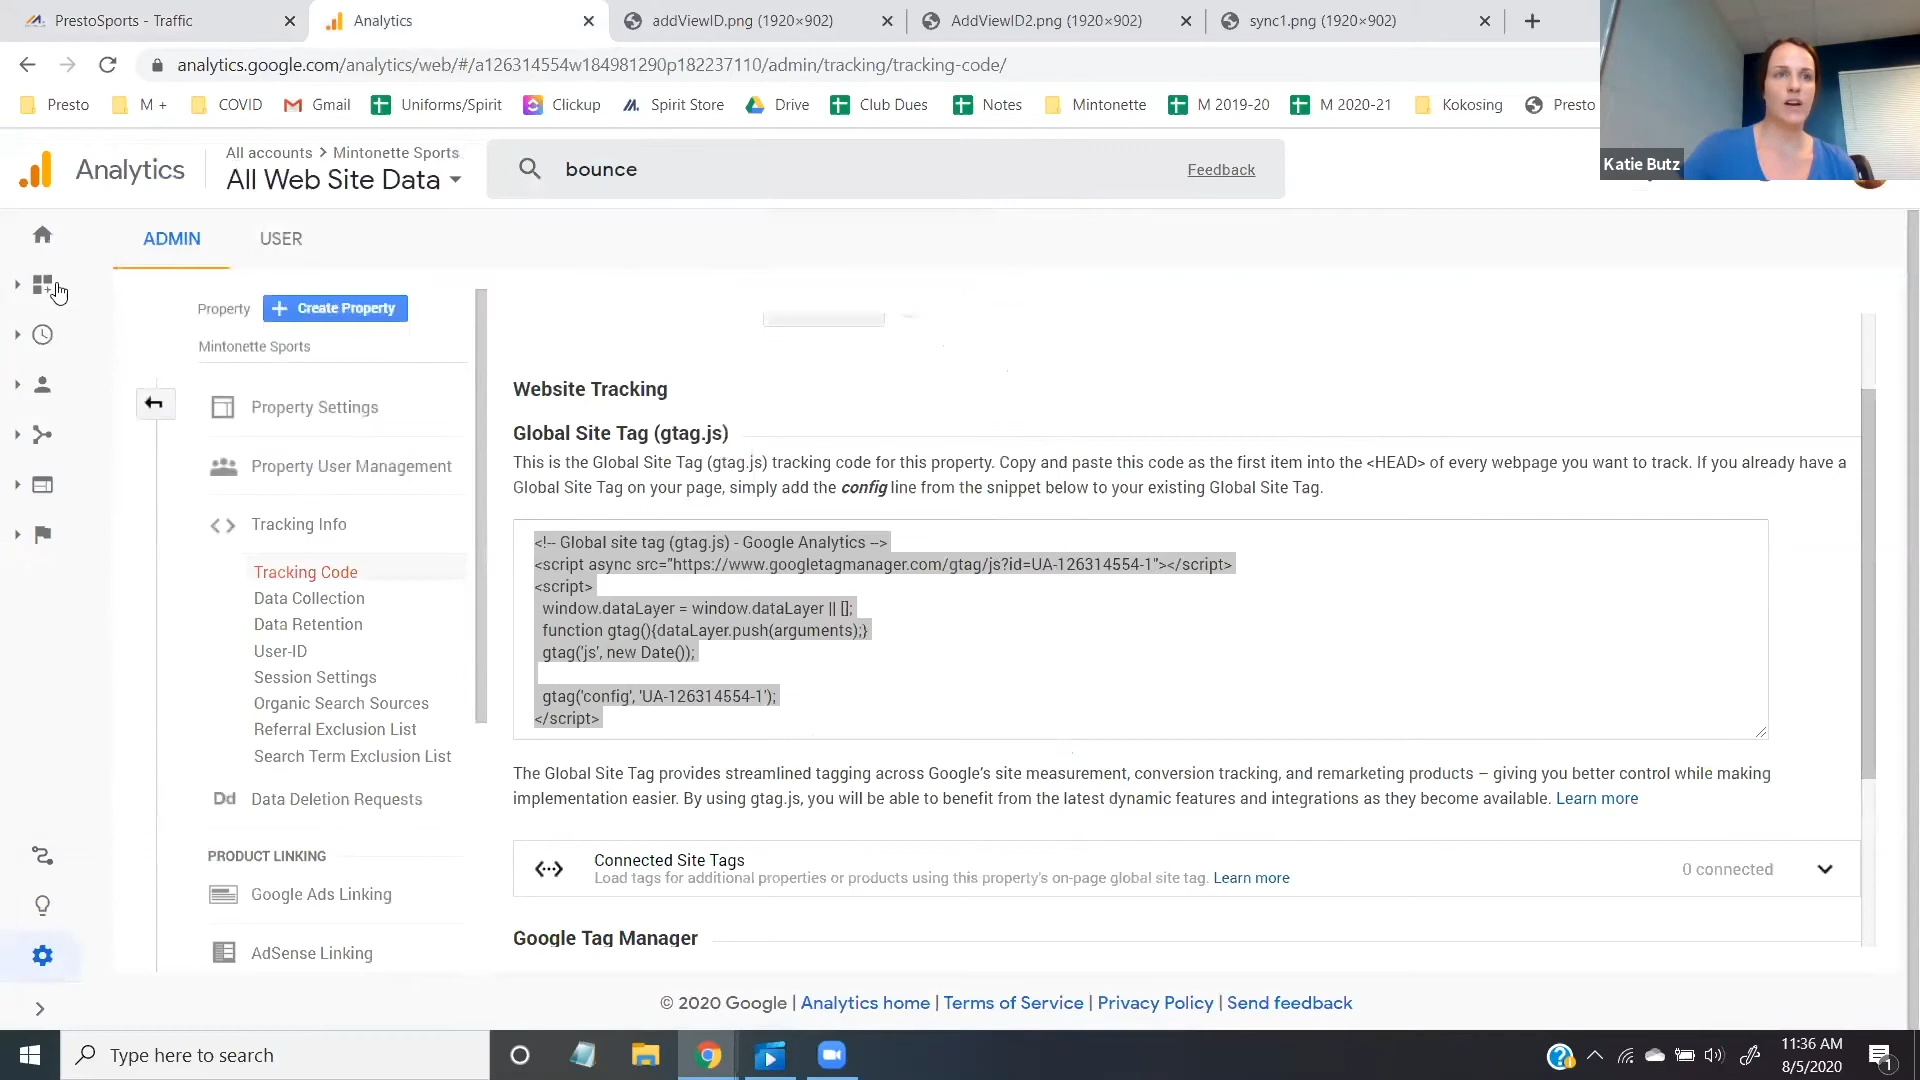 PrestoSports - Traffic
Analytics
addViewID.png (1920×902)
AddViewID2.png (1920×902)
sync1.png (1920×902)
analytics.google.com/analytics/web/#/a126314554w184981290p182237110/admin/tracking/tracking-code/
Presto
M +
COVID
Gmail
Uniforms/Spirit
Clickup
Spirit Store
Drive
Club Dues
Notes
Mintonette
M 2019-20
M 2020-21
Kokosing
Presto
Katie Butz
Analytics
All accounts > Mintonette Sports
All Web Site Data
bounce
Feedback
ADMIN
USER
Property
+ Create Property
Mintonette Sports
Property Settings
Property User Management
Tracking Info
Tracking Code
Data Collection
Data Retention
User-ID
Session Settings
Organic Search Sources
Referral Exclusion List
Search Term Exclusion List
Dd Data Deletion Requests
PRODUCT LINKING
Google Ads Linking
AdSense Linking
Website Tracking
Global Site Tag (gtag.js)
This is the Global Site Tag (gtag.js) tracking code for this property. Copy and paste this code as the first item into the <HEAD> of every webpage you want to track. If you already have a
Global Site Tag on your page, simply add the config line from the snippet below to your existing Global Site Tag.
<!-- Global site tag (gtag.js) - Google Analytics -->
<script async src="https://www.googletagmanager.com/gtag/js?id=UA-126314554-1"></script>
<script>
window.dataLayer = window.dataLayer || [];
function gtag(){dataLayer.push(arguments);}
gtag('js', new Date());
gtag('config', 'UA-126314554-1');
</script>
The Global Site Tag provides streamlined tagging across Google's site measurement, conversion tracking, and remarketing products – giving you better control while making
implementation easier. By using gtag.js, you will be able to benefit from the latest dynamic features and integrations as they become available. Learn more
Connected Site Tags
Load tags for additional properties or products using this property's on-page global site tag. Learn more
0 connected
Google Tag Manager
© 2020 Google | Analytics home | Terms of Service | Privacy Policy | Send feedback
Type here to search
11:36 AM
8/5/2020
1